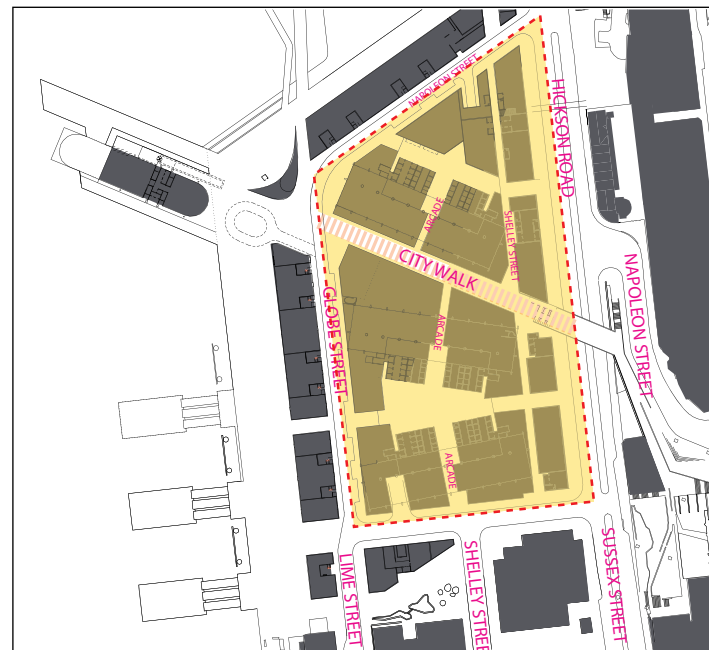 NAPOLEON STREET
HICKSON ROAD
ARCADE
SHELLEY STREET
CITY WALK
NAPOLEON STREET
GLOBE STREET
ARCADE
ARCADE
LIME STREET
SHELLEY STREE
SUSSEX STREET